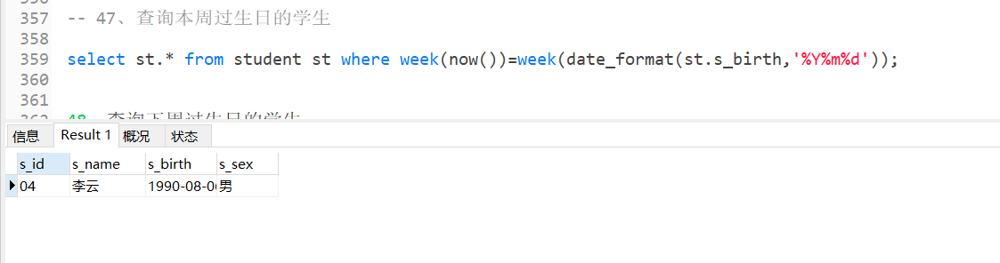 357 -- 47、查询本周过生日的学生
358
359 select st.* from student st where week(now())=week(date_format(st.s_birth,'%Y%m%d'));
360
361
信息 Result 1 概况 状态
s_id s_name s_birth s_sex
04 李云 1990-08-0 男